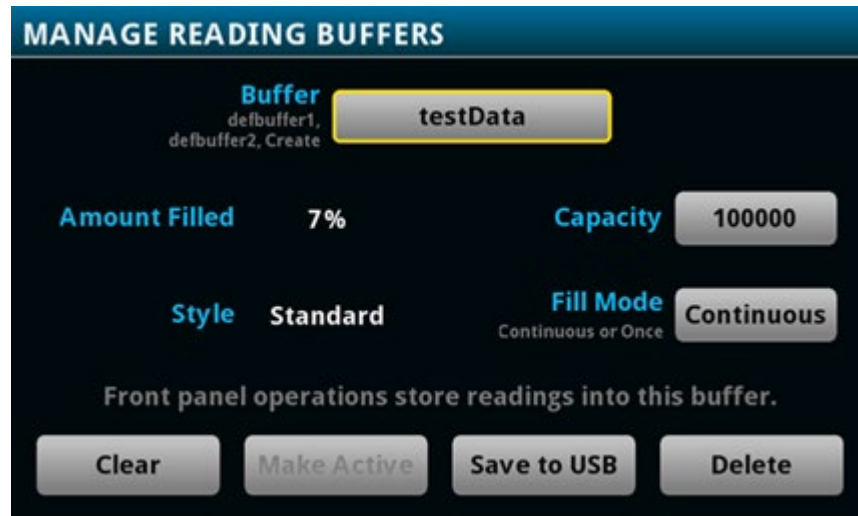 MANAGE READING BUFFERS
Buffer
defbuffer1,
defbuffer2, Create
testData
Amount Filled
7%
Capacity
100000
Style
Standard
Fill Mode
Continuous or Once
Continuous
Front panel operations store readings into this buffer.
Clear
Make Active
Save to USB
Delete